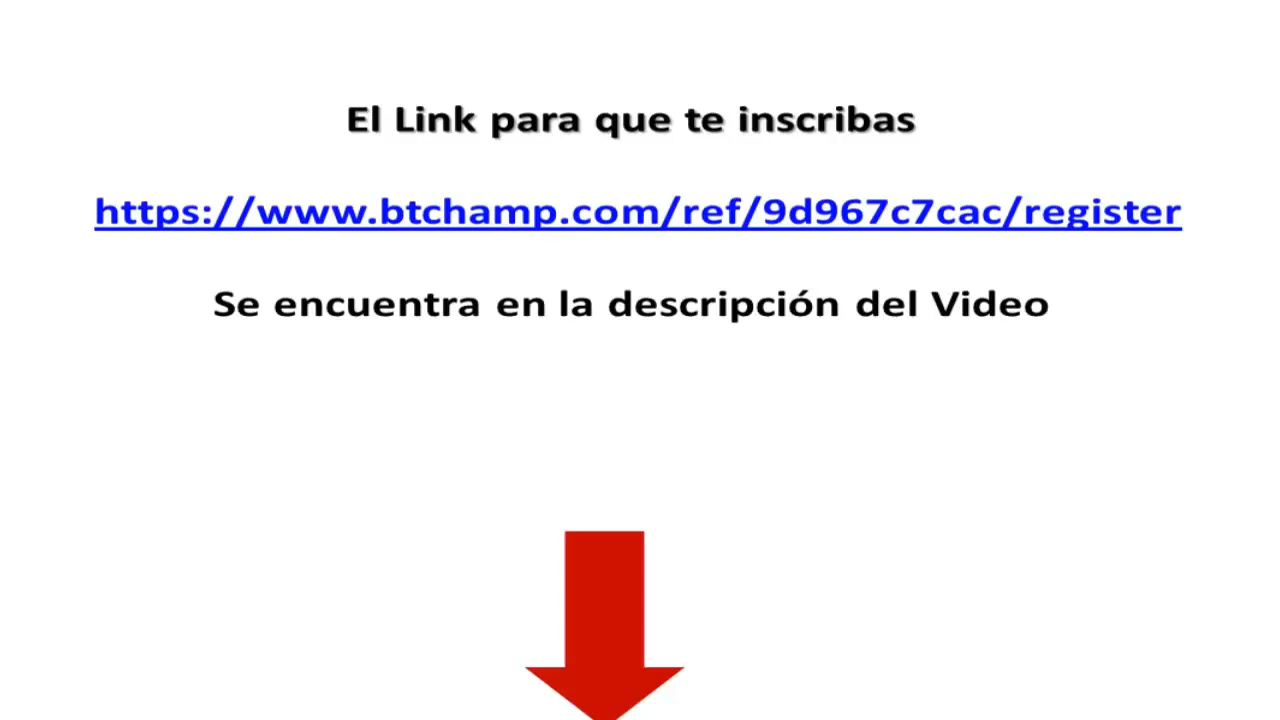 El Link para que te inscribas
https://www.btchamp.com/ref/9d967c7cac/register
Se encuentra en la descripción del Video